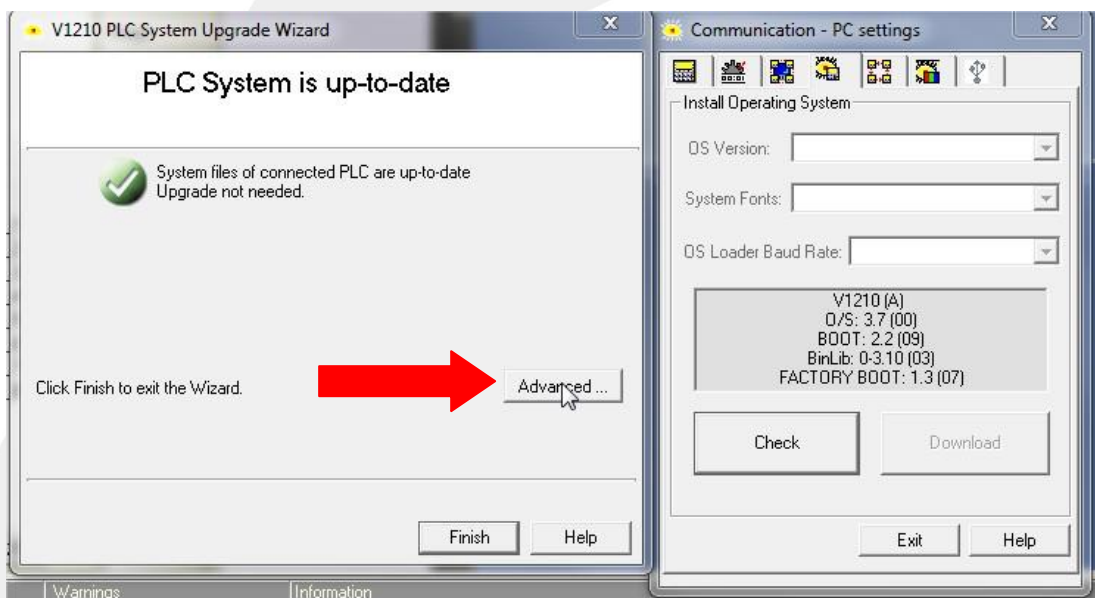 V1210 PLC System Upgrade Wizard
X
PLC System is up-to-date
System files of connected PLC are up-to-date
Upgrade not needed.
Click Finish to exit the Wizard.
Advanced ...
Finish
Help
Communication - PC settings
X
Install Operating System
OS Version:
System Fonts:
OS Loader Baud Rate:
V1210 (A)
O/S: 3.7 (00)
BOOT: 2.2 (09)
BinLib: 0-3.10 (03)
FACTORY BOOT: 1.3 (07)
Check
Download
Exit
Help
Warnings
Information